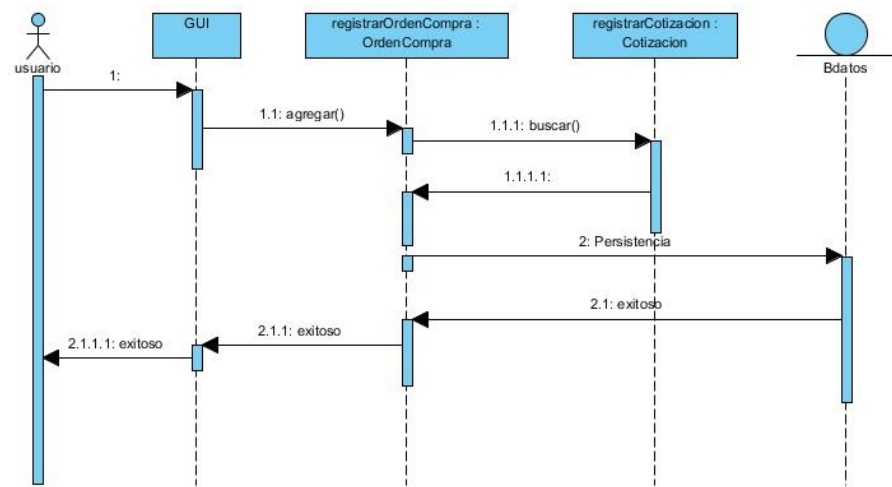 GUI
registrarOrdenCompra :
OrdenCompra
registrarCotizacion :
Cotizacion
usuario
Bdatos
1:
1.1: agregar()
1.1.1: buscar()
1.1.1.1:
2: Persistencia
2.1: exitoso
2.1.1: exitoso
2.1.1.1: exitoso